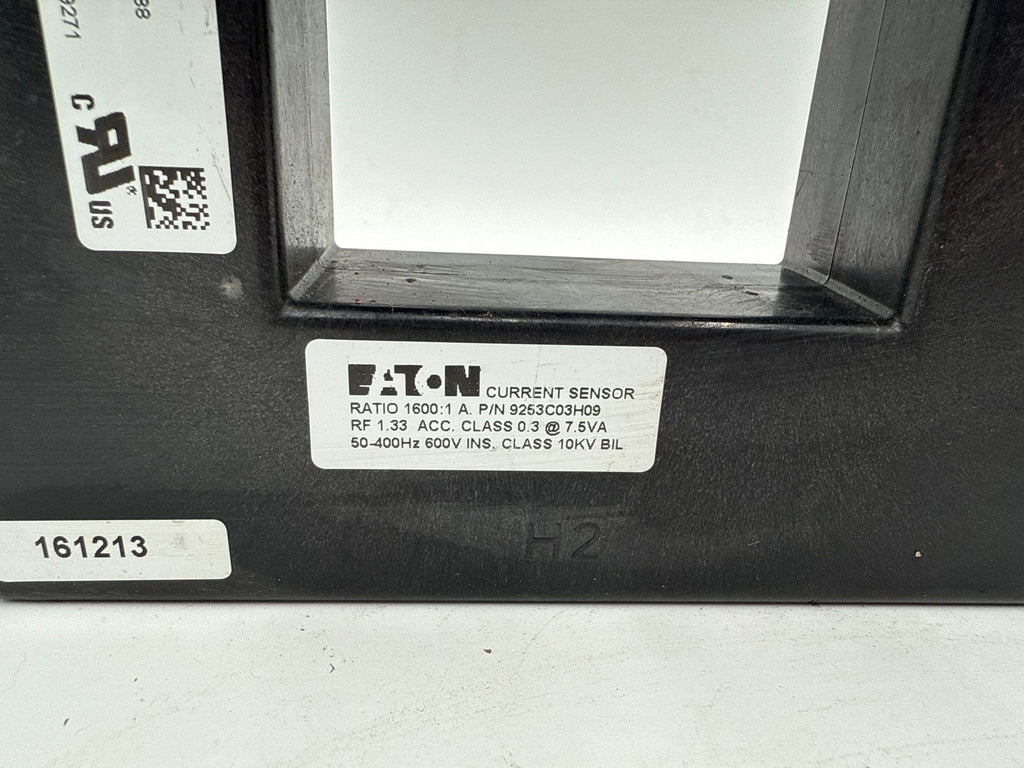 88
9271
c
US
EATON CURRENT SENSOR
RATIO 1600:1 A. P/N 9253C03H09
RF 1.33 ACC. CLASS 0.3 @ 7.5VA
50-400Hz 600V INS. CLASS 10KV BIL
161213
H2